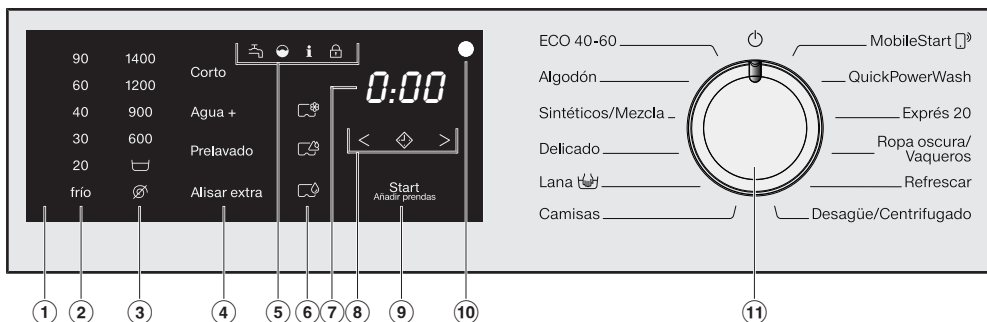 90 1400
60 1200
40 900
30 600
20
frío
Corto
Agua +
Prelavado
Alisar extra
i
0:00
< >
Start
Añadir prendas
ECO 40-60
Algodón
Sintéticos/Mezcla
Delicado
Lana
Camisas
MobileStart
QuickPowerWash
Exprés 20
Ropa oscura/
Vaqueros
Refrescar
Desagüe/Centrifugado
1 2 3 4 5 6 7 8 9 10 11